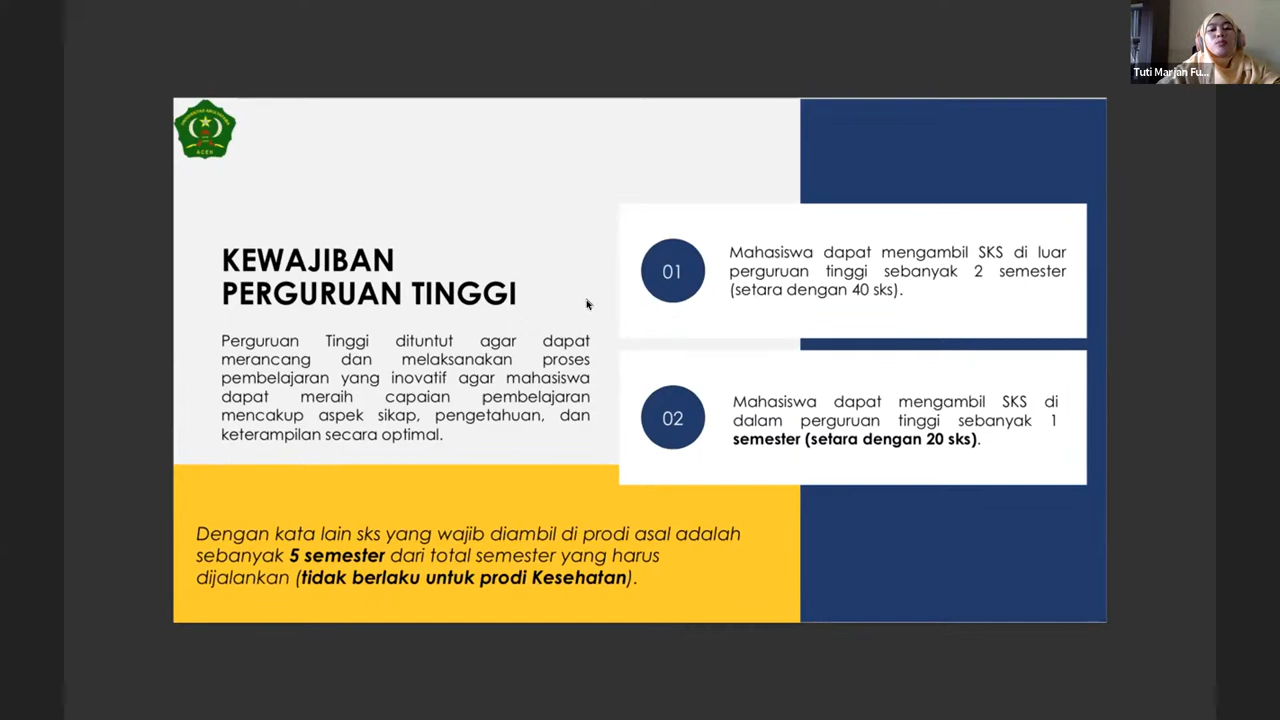 Tuti Marjan Fu...
ACEH
KEWAJIBAN
PERGURUAN TINGGI
Perguruan Tinggi dituntut agar dapat
merancang dan melaksanakan proses
pembelajaran yang inovatif agar mahasiswa
dapat meraih capaian pembelajaran
mencakup aspek sikap, pengetahuan, dan
keterampilan secara optimal.
01
Mahasiswa dapat mengambil SKS di luar
perguruan tinggi sebanyak 2 semester
(setara dengan 40 sks).
02
Mahasiswa dapat mengambil SKS di
dalam perguruan tinggi sebanyak 1
semester (setara dengan 20 sks).
Dengan kata lain sks yang wajib diambil di prodi asal adalah
sebanyak 5 semester dari total semester yang harus
dijalankan (tidak berlaku untuk prodi Kesehatan).